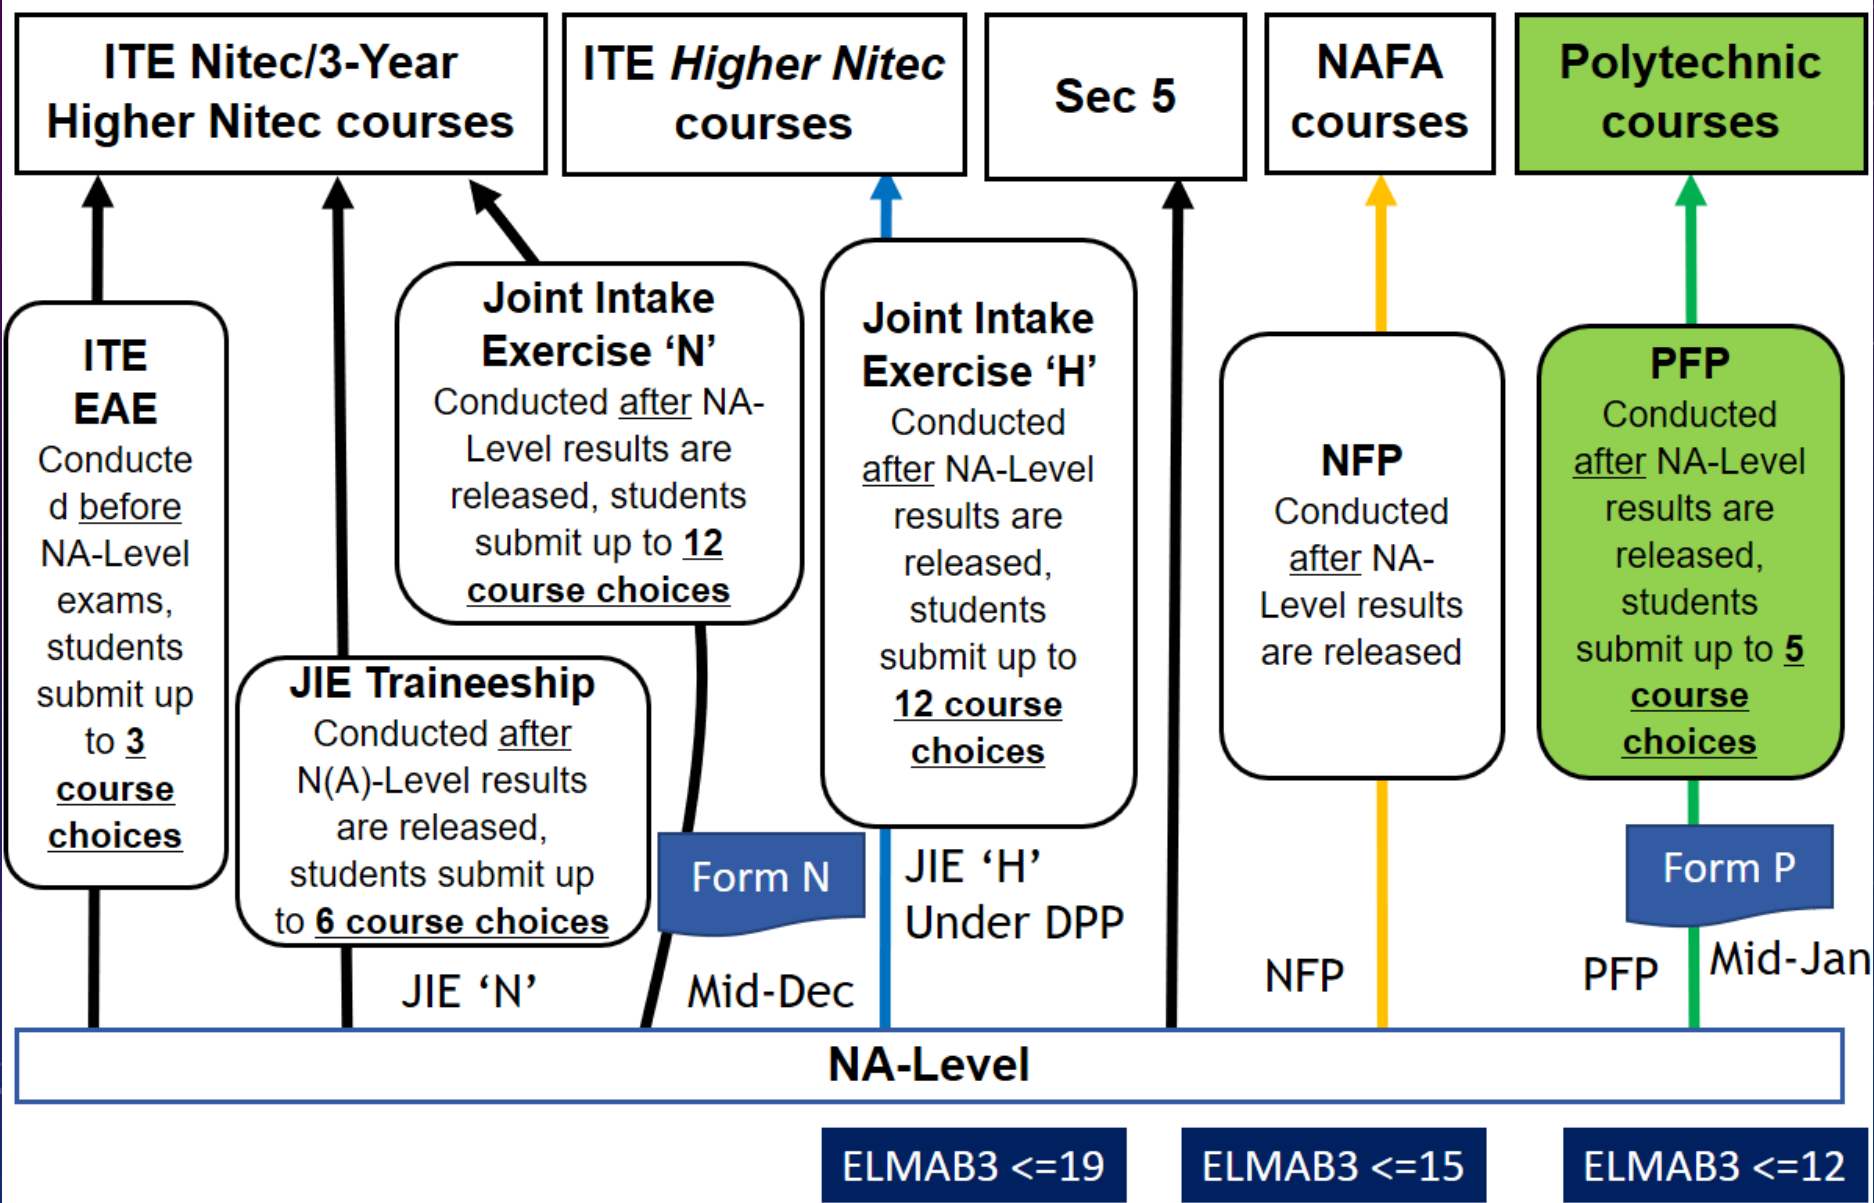 ITE Nitec/3-Year
Higher Nitec courses
ITE Higher Nitec
courses
Sec 5
NAFA
courses
Polytechnic
courses
ITE
EAE
Conducte
d before
NA-Level
exams,
students
submit up
to 3
course
choices
JIE Traineeship
Conducted after
N(A)-Level results
are released,
students submit up
to 6 course choices
Joint Intake
Exercise ‘N’
Conducted after NA-
Level results are
released, students
submit up to 12
course choices
Joint Intake
Exercise ‘H’
Conducted
after NA-Level
results are
released,
students
submit up to
12 course
choices
NFP
Conducted
after NA-
Level results
are released
PFP
Conducted
after NA-Level
results are
released,
students
submit up to 5
course
choices
Form N
JIE ‘H’
Under DPP
Form P
JIE ‘N’
Mid-Dec
NFP
PFP
Mid-Jan
NA-Level
ELMAB3 <=19
ELMAB3 <=15
ELMAB3 <=12